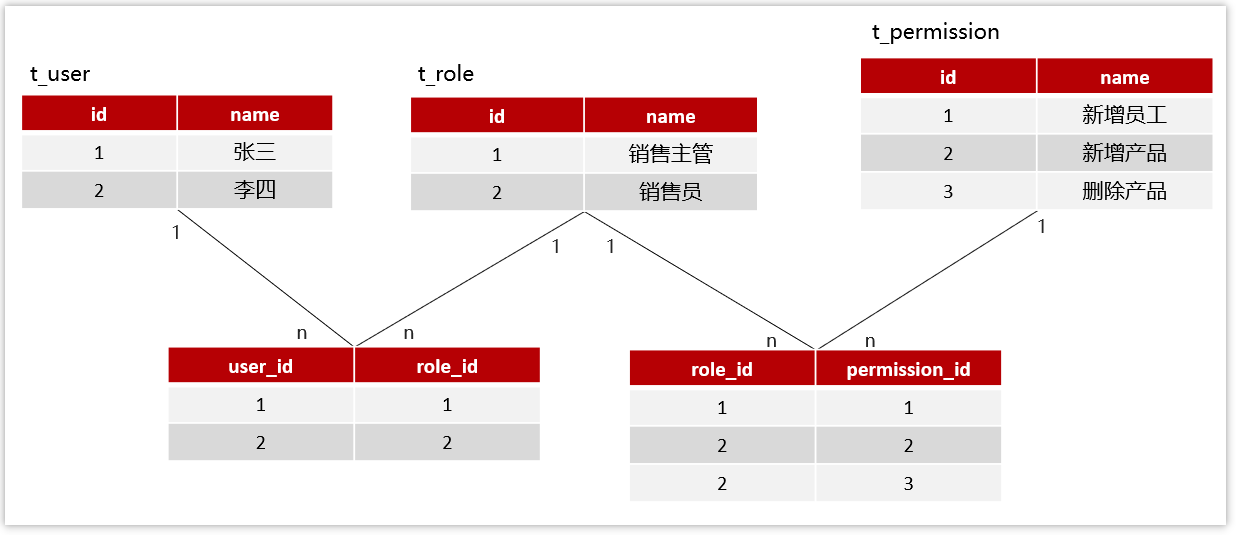 t_permission
t_user
t_role
id name
1 张三
2 李四
id name
1 销售主管
2 销售员
id name
1 新增员工
2 新增产品
3 删除产品
1
1
1
1
n
n
n
n
user_id role_id
1 1
2 2
role_id permission_id
1 1
2 2
2 3